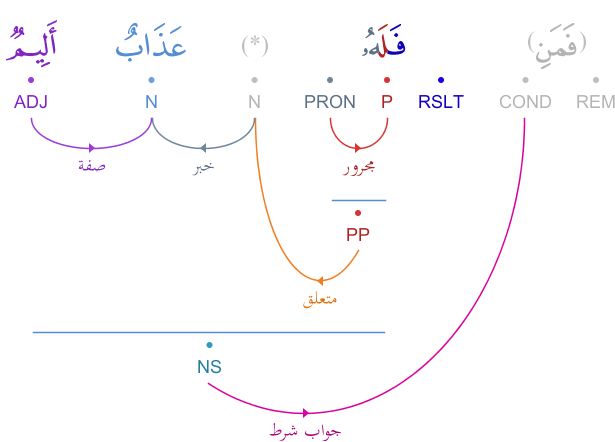 (فَمَنِ) فَلَهُۥ (*) عَذَابٌ أَلِيمٌ
REM COND RSLT P PRON N N ADJ
مجرور خبر صفة
PP
متعلق
NS
جواب شرط